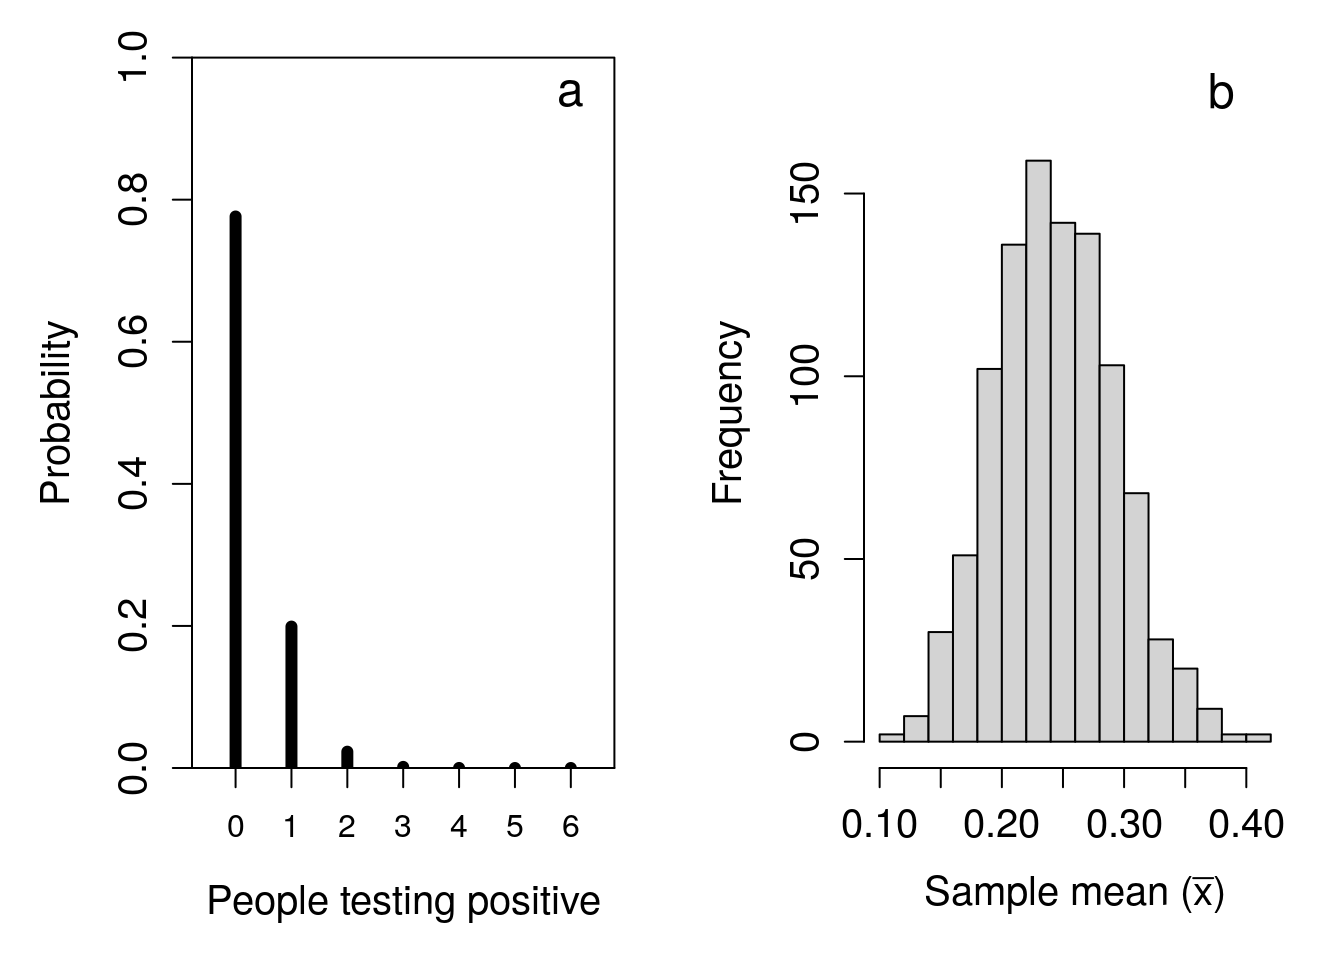 a
1.0
0.8
0.6
0.4
0.2
0.0
Probability
0 1 2 3 4 5 6
People testing positive
b
150
100
50
0
Frequency
0.10 0.20 0.30 0.40
Sample mean (x̅)